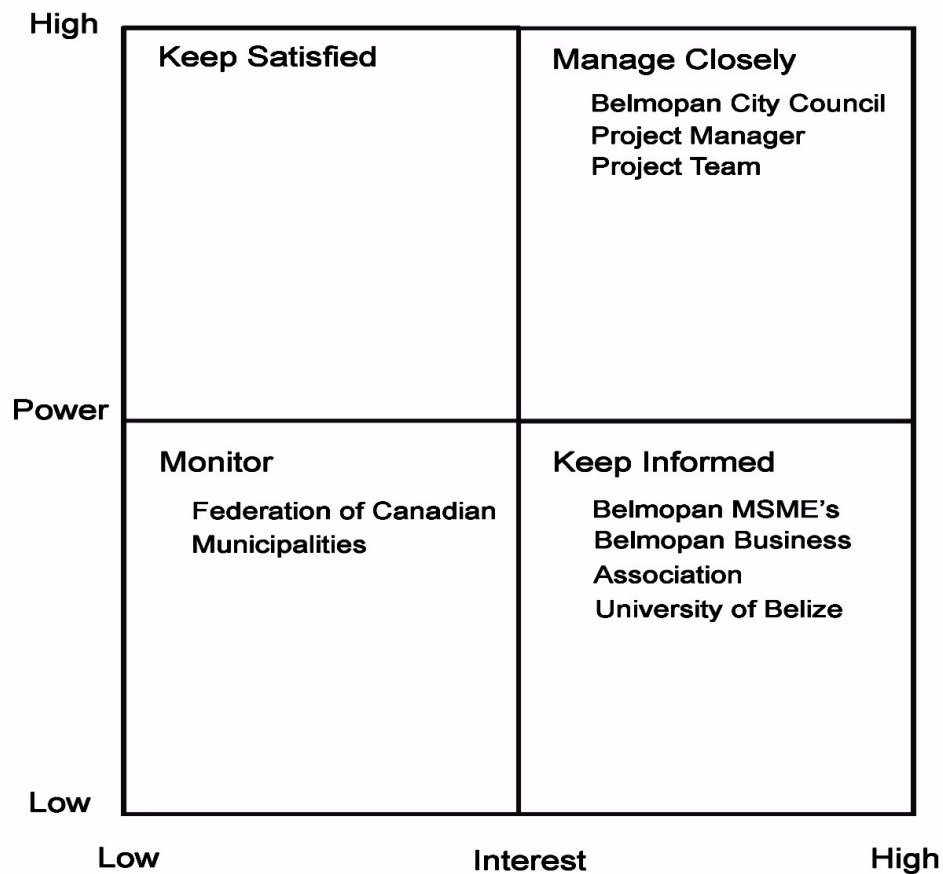 High
Keep Satisfied
Manage Closely
Belmopan City Council
Project Manager
Project Team
Power
Monitor
Federation of Canadian
Municipalities
Keep Informed
Belmopan MSME's
Belmopan Business
Association
University of Belize
Low
Low
Interest
High